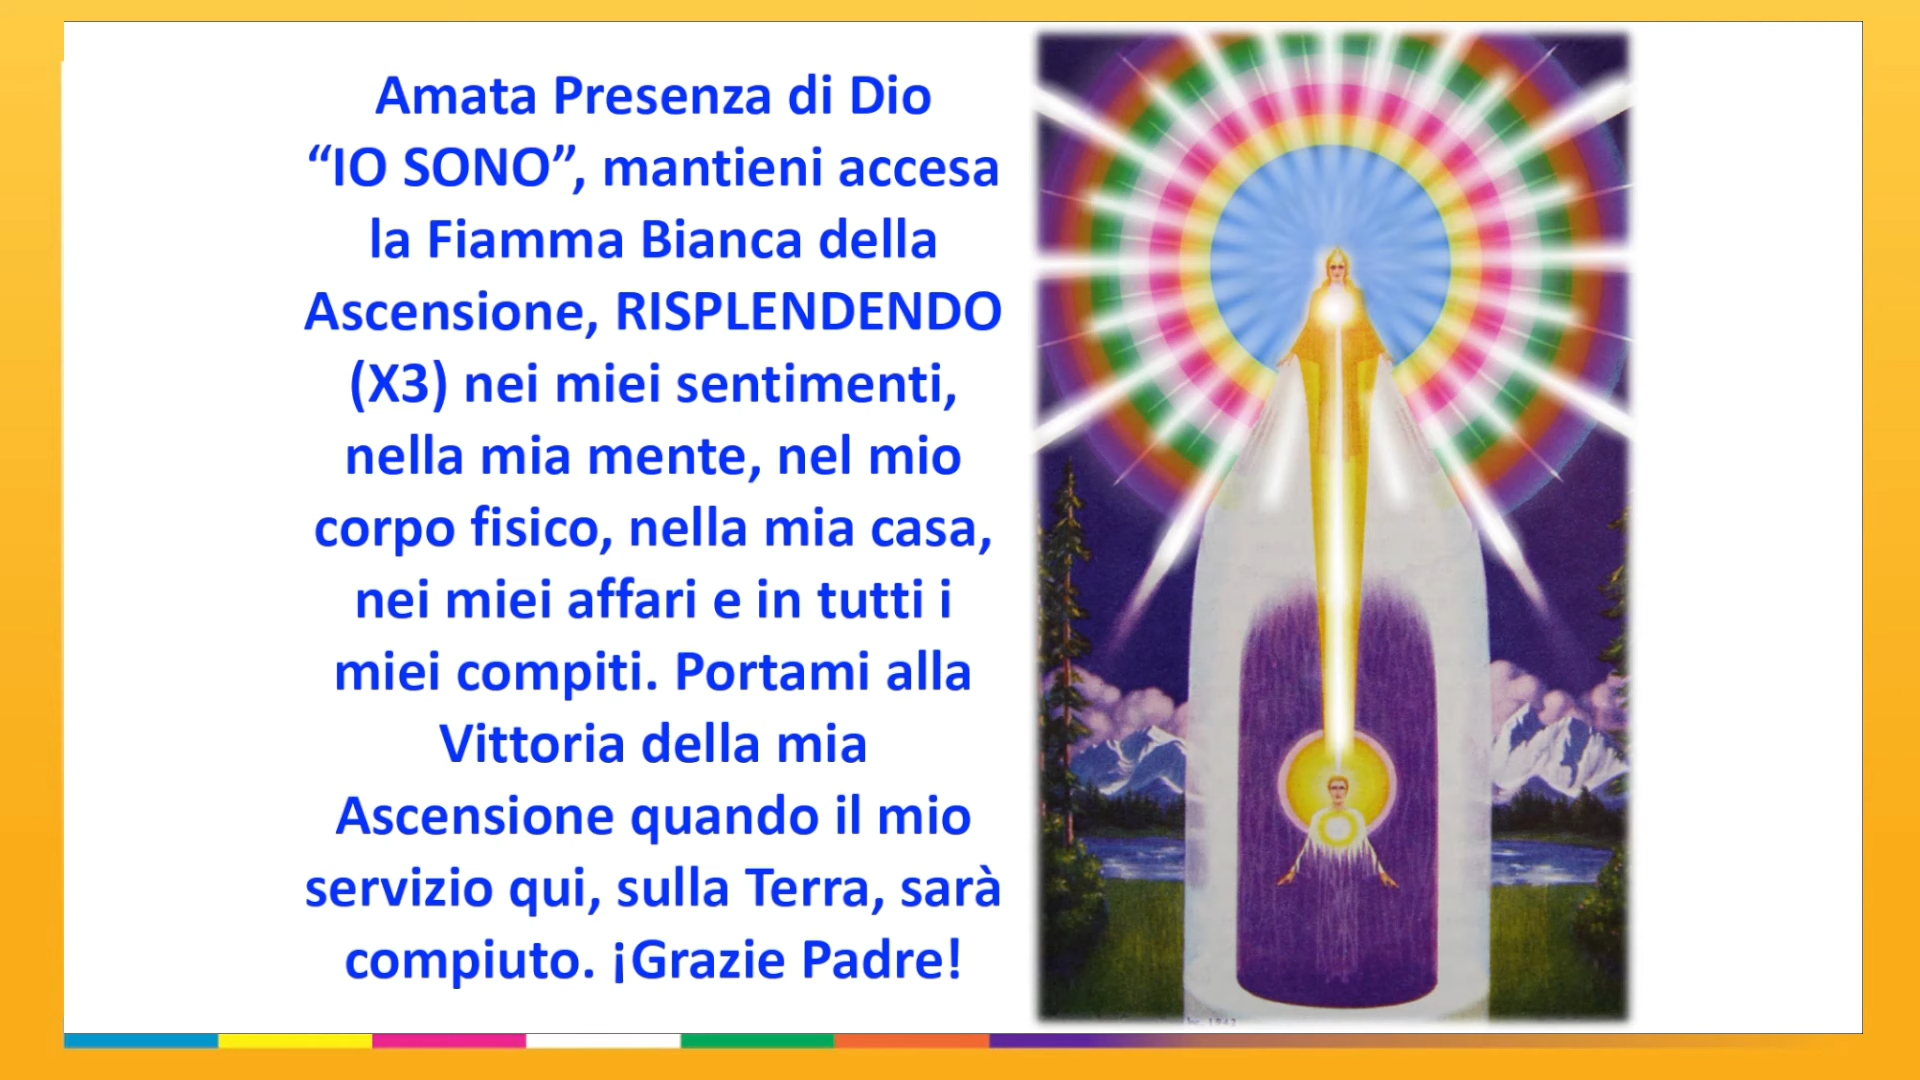 Amata Presenza di Dio
“IO SONO”, mantieni accesa
la Fiamma Bianca della
Ascensione, RISPLENDENDO
(X3) nei miei sentimenti,
nella mia mente, nel mio
corpo fisico, nella mia casa,
nei miei affari e in tutti i
miei compiti. Portami alla
Vittoria della mia
Ascensione quando il mio
servizio qui, sulla Terra, sarà
compiuto. ¡Grazie Padre!